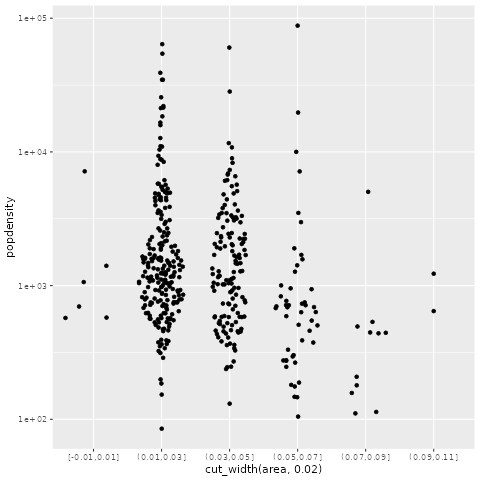 1e+05
1e+04
popdensity
1e+03
1e+02
[-0.01,0.01]
(0.01,0.03]
(0.03,0.05]
(0.05,0.07]
(0.07,0.09]
(0.09,0.11]
cut_width(area, 0.02)